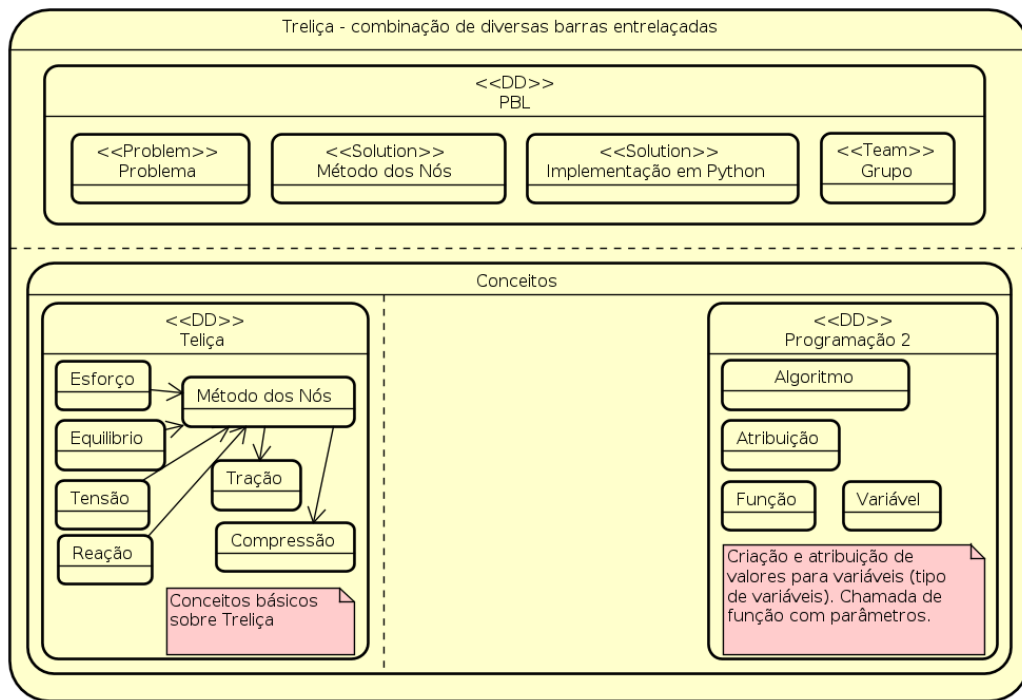 Treliça - combinação de diversas barras entrelaçadas
<<DD>>
PBL
<<Problem>>
Problema
<<Solution>>
Método dos Nós
<<Solution>>
Implementação em Python
<<Team>>
Grupo
Conceitos
<<DD>>
Teliça
Esforço
Método dos Nós
Equilibrio
Tensão
Tração
Reação
Compressão
Conceitos básicos
sobre Treliça
<<DD>>
Programação 2
Algoritmo
Atribuição
Função
Variável
Criação e atribuição de
valores para variáveis (tipo
de variáveis). Chamada de
função com parâmetros.